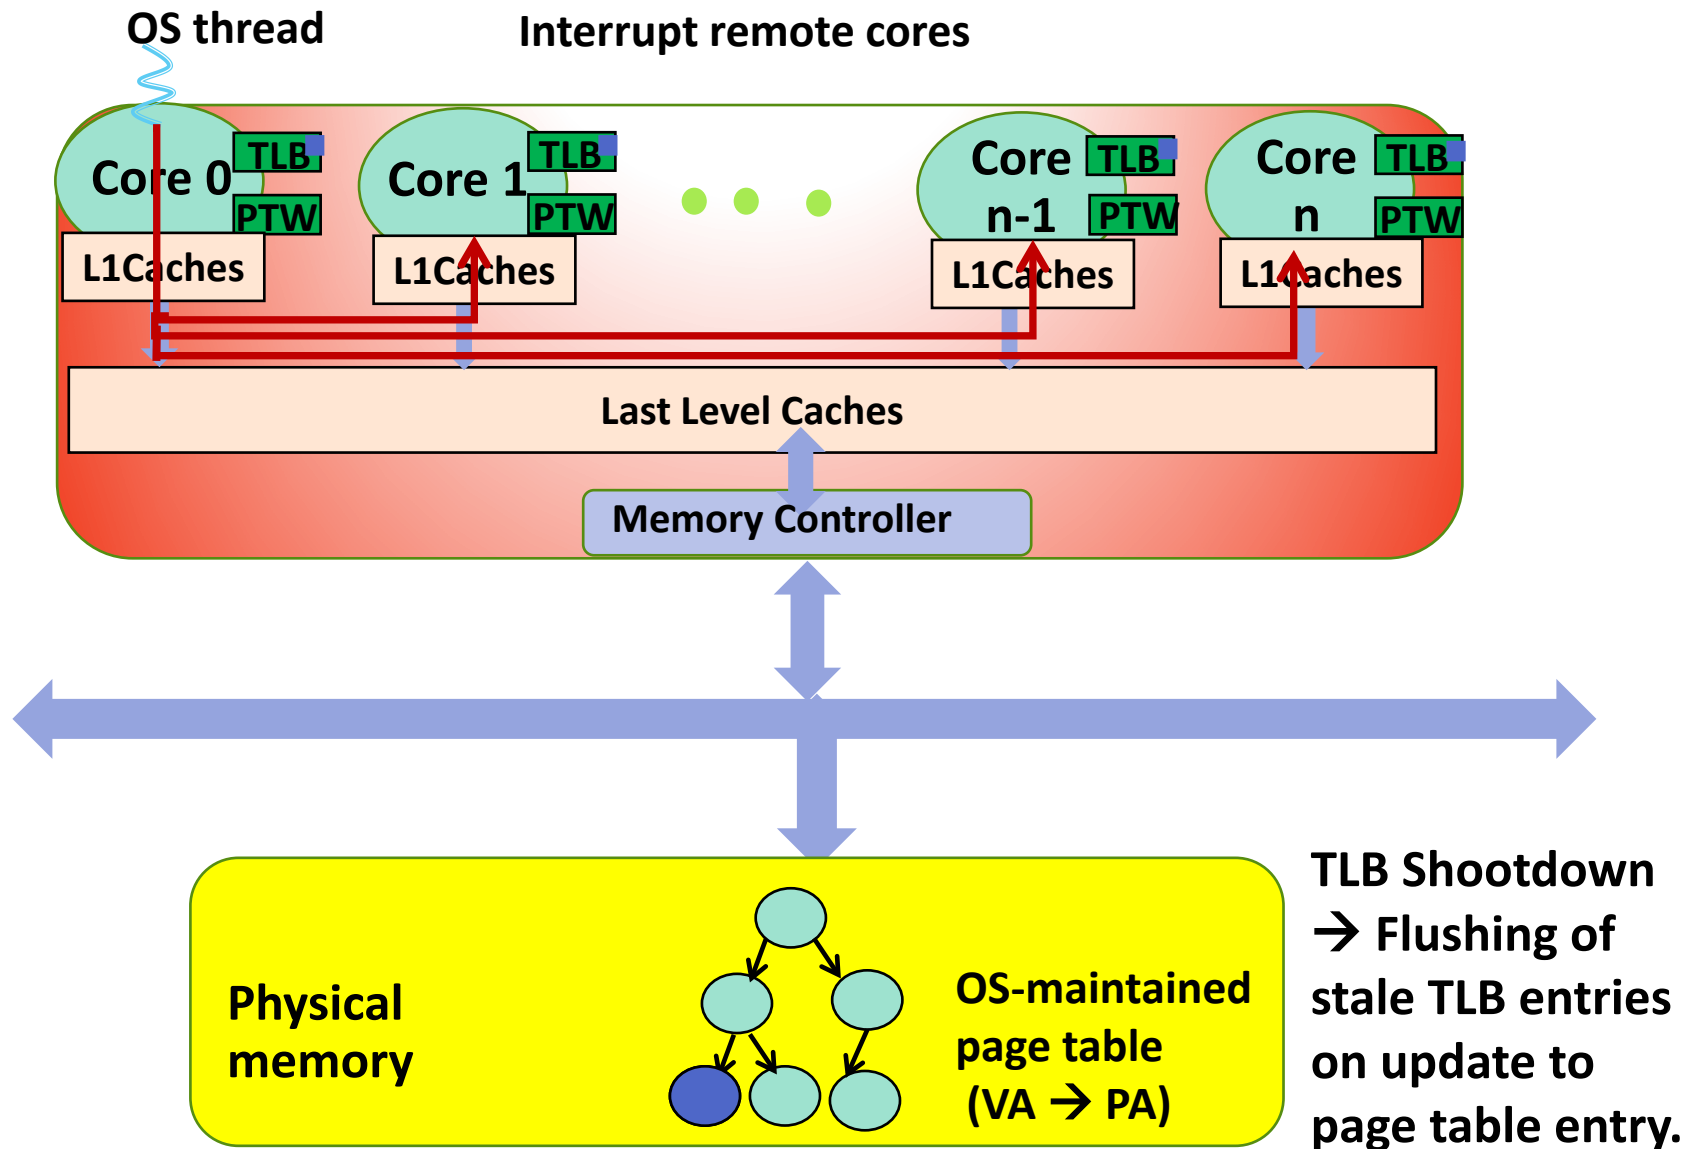 OS thread
Interrupt remote cores
Core 0
TLB
PTW
L1Caches
Core 1
TLB
PTW
L1Caches
Core
n-1
TLB
PTW
L1Caches
Core
n
TLB
PTW
L1Caches
Last Level Caches
Memory Controller
Physical
memory
OS-maintained
page table
(VA → PA)
TLB Shootdown
→ Flushing of
stale TLB entries
on update to
page table entry.